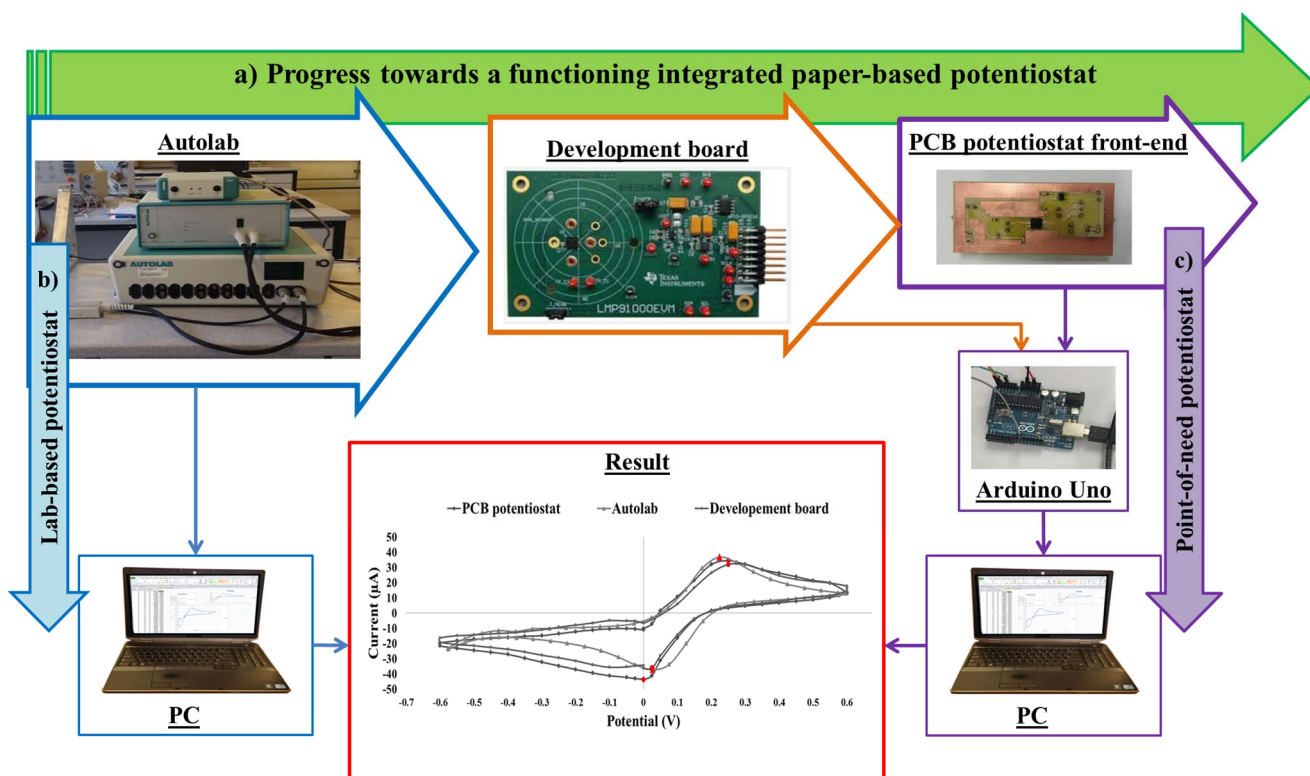 a) Progress towards a functioning integrated paper-based potentiostat
Autolab
AUTOLAB
Development board
TEXAS
INSTRUMENTS
LMP91000EVM
PCB potentiostat front-end
b)
Lab-based potentiostat
c)
Point-of-need potentiostat
Arduino Uno
Result
PCB potentiostat
Autolab
Developement board
50
40
30
20
10
0
-10
-20
-30
-40
-50
Current (µA)
-0.7 -0.6 -0.5 -0.4 -0.3 -0.2 -0.1 0 0.1 0.2 0.3 0.4 0.5 0.6
Potential (V)
PC
PC